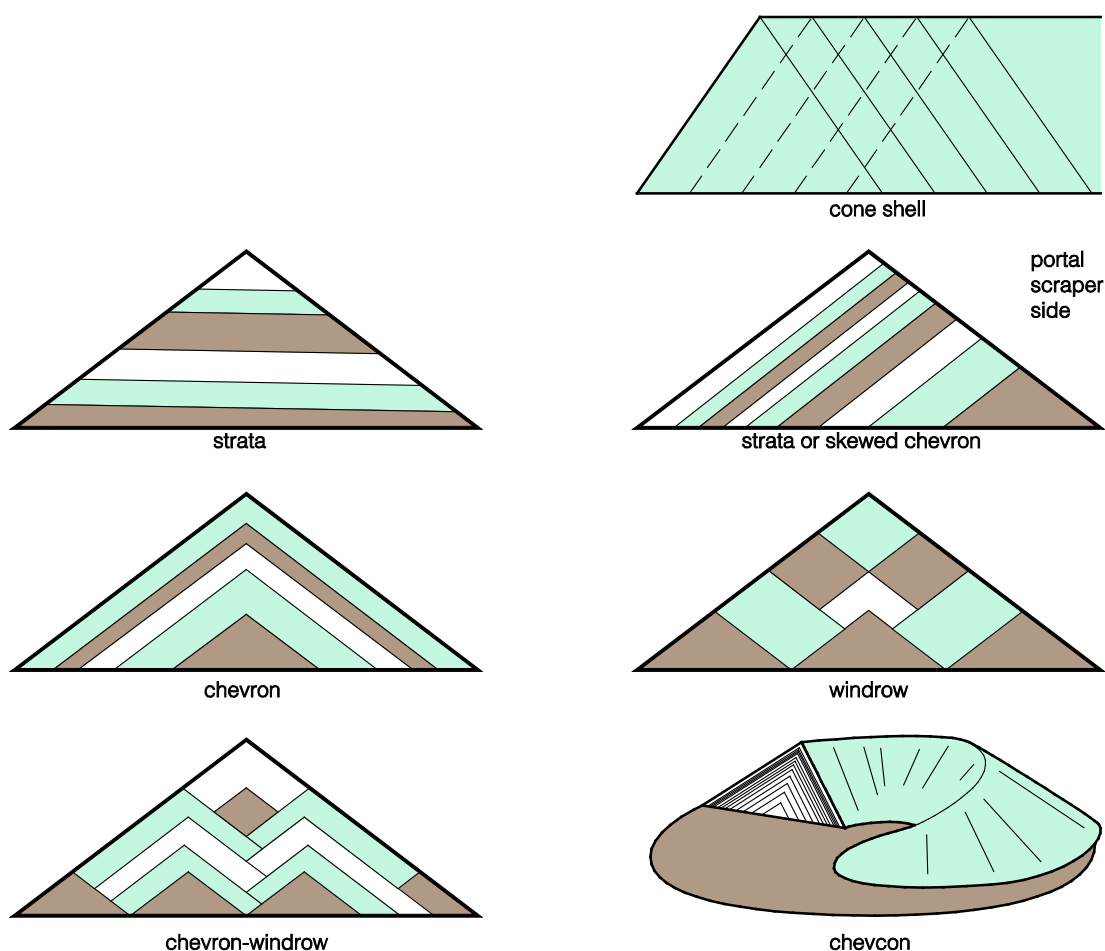 cone shell
portal
scraper
side
strata
strata or skewed chevron
chevron
windrow
chevron-windrow
chevcon